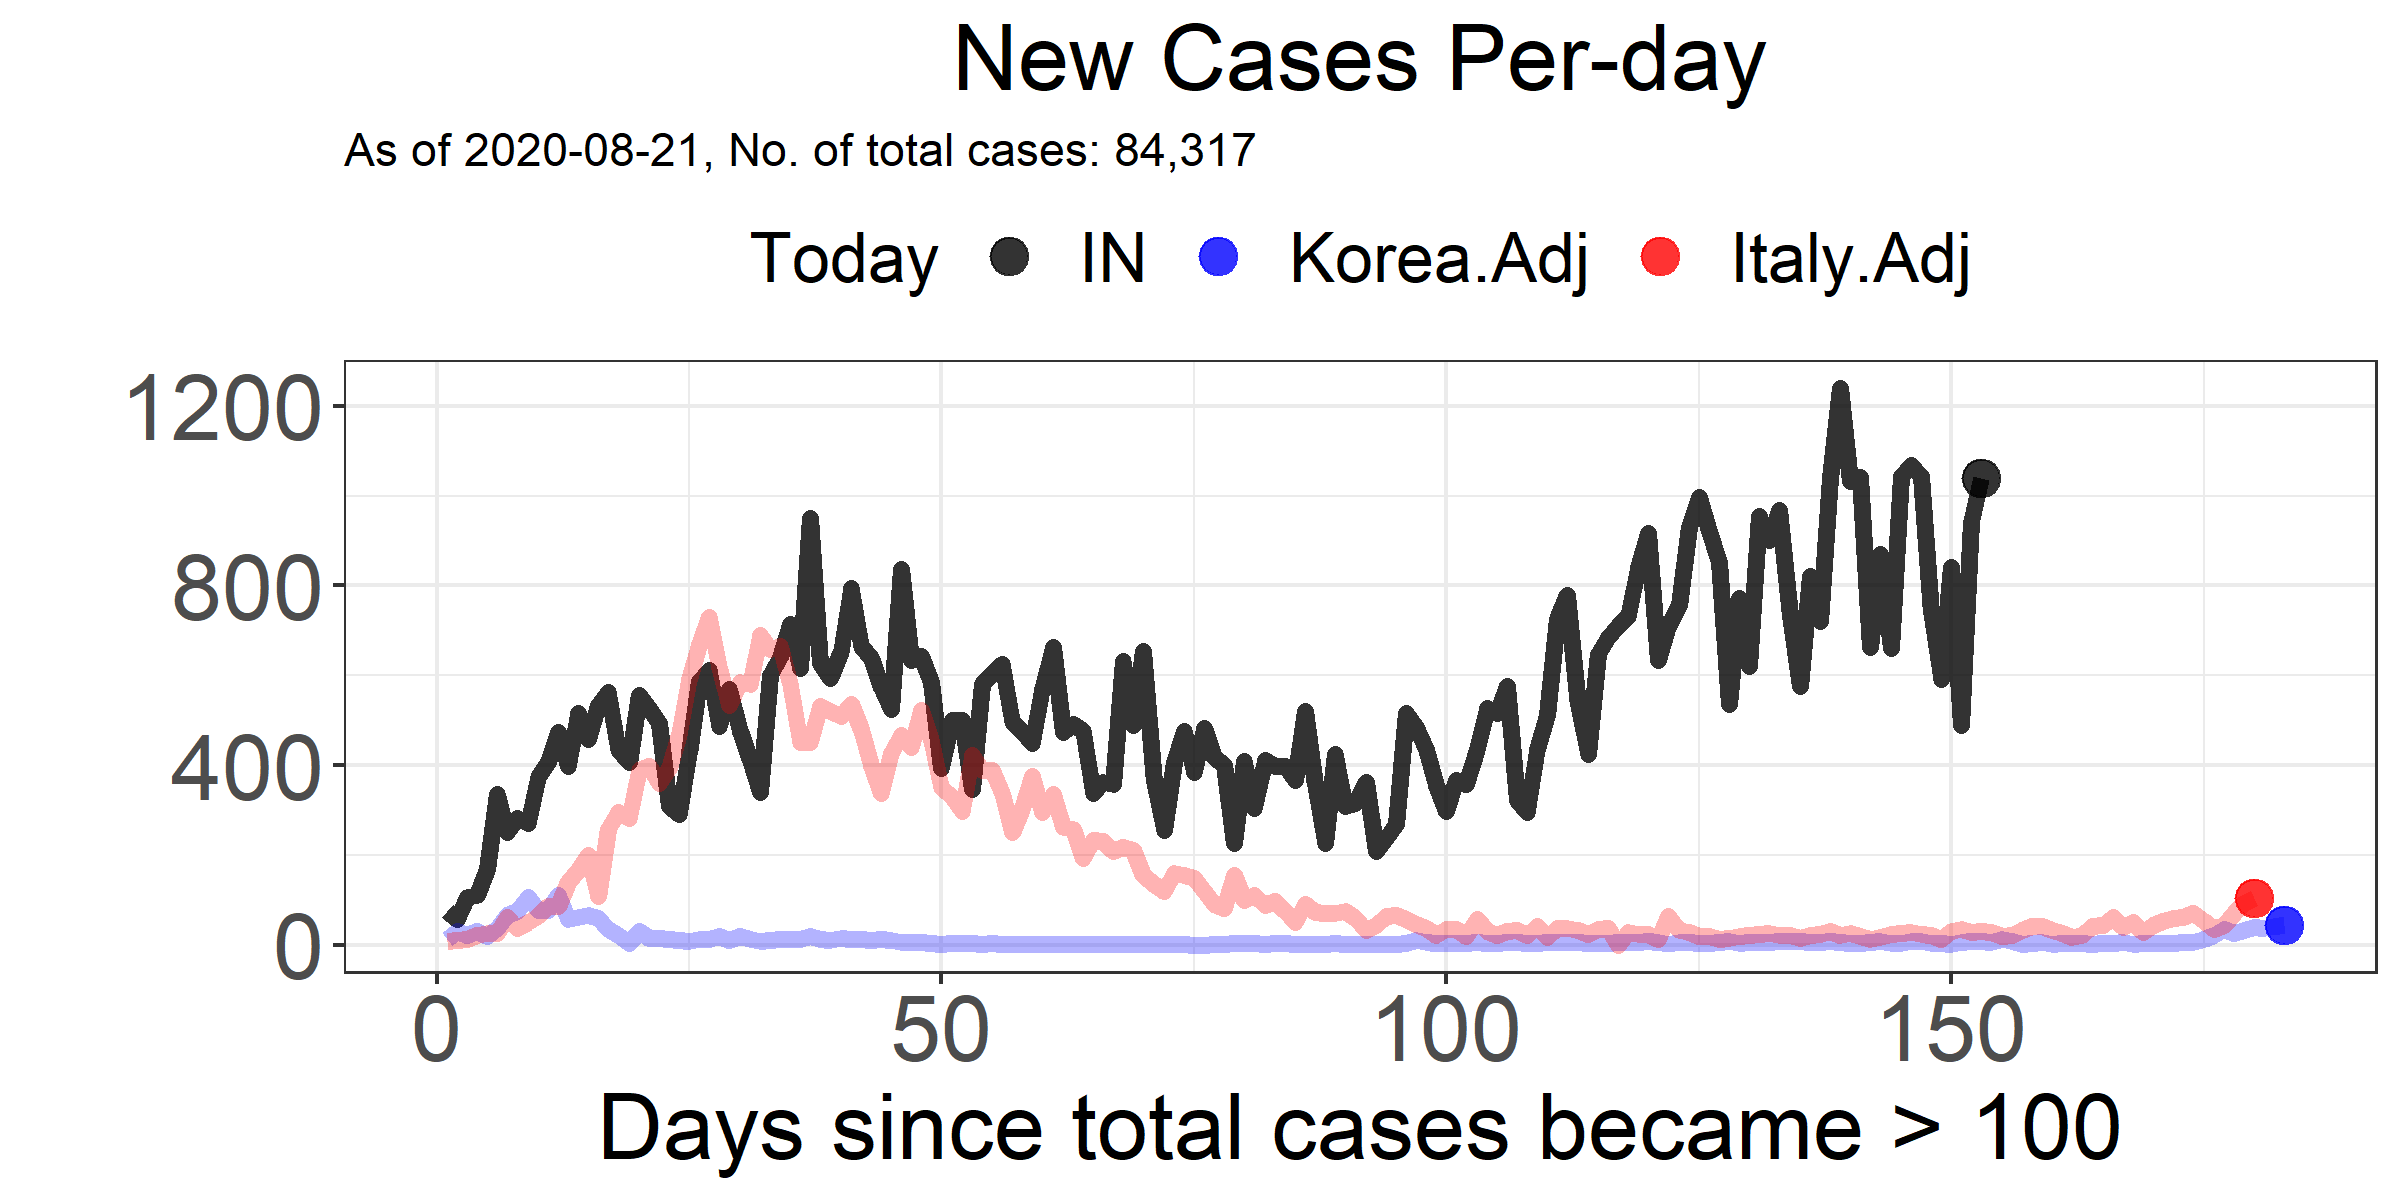 New Cases Per-day
As of 2020-08-21, No. of total cases: 84,317
Today IN Korea.Adj Italy.Adj
1200
800
400
0
0 50 100 150
Days since total cases became > 100